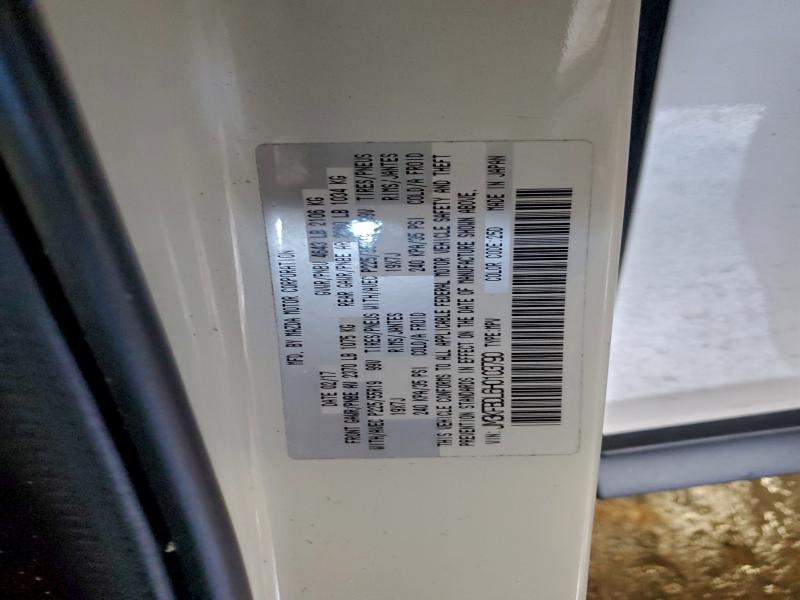 MFD. BY MAZDA MOTOR CORPORATION
DATE 02/17 GVWR/PNBV 4643 LB 2106 KG
FRONT GAWR/PNBE AV 2370 LB 1075 KG REAR GAWR/PNBE AR LB 1034 KG
WITH/AVEC P225/55R19 99V TIRES/PNEUS WITH/AVEC P225/ 99V TIRES/PNEUS
19X7J RIMS/JANTES 19X7J RIMS/JANTES
240 KPA/35 PSI COLD/A FROID 240 KPA/35 PSI COLD/A FROID
THIS VEHICLE CONFORMS TO ALL APPLICABLE FEDERAL MOTOR VEHICLE SAFETY AND THEFT
PREVENTION STANDARDS IN EFFECT ON THE DATE OF MANUFACTURE SHOWN ABOVE.
VIN: TYPE:MPV COLOR CODE:25D MADE IN JAPAN